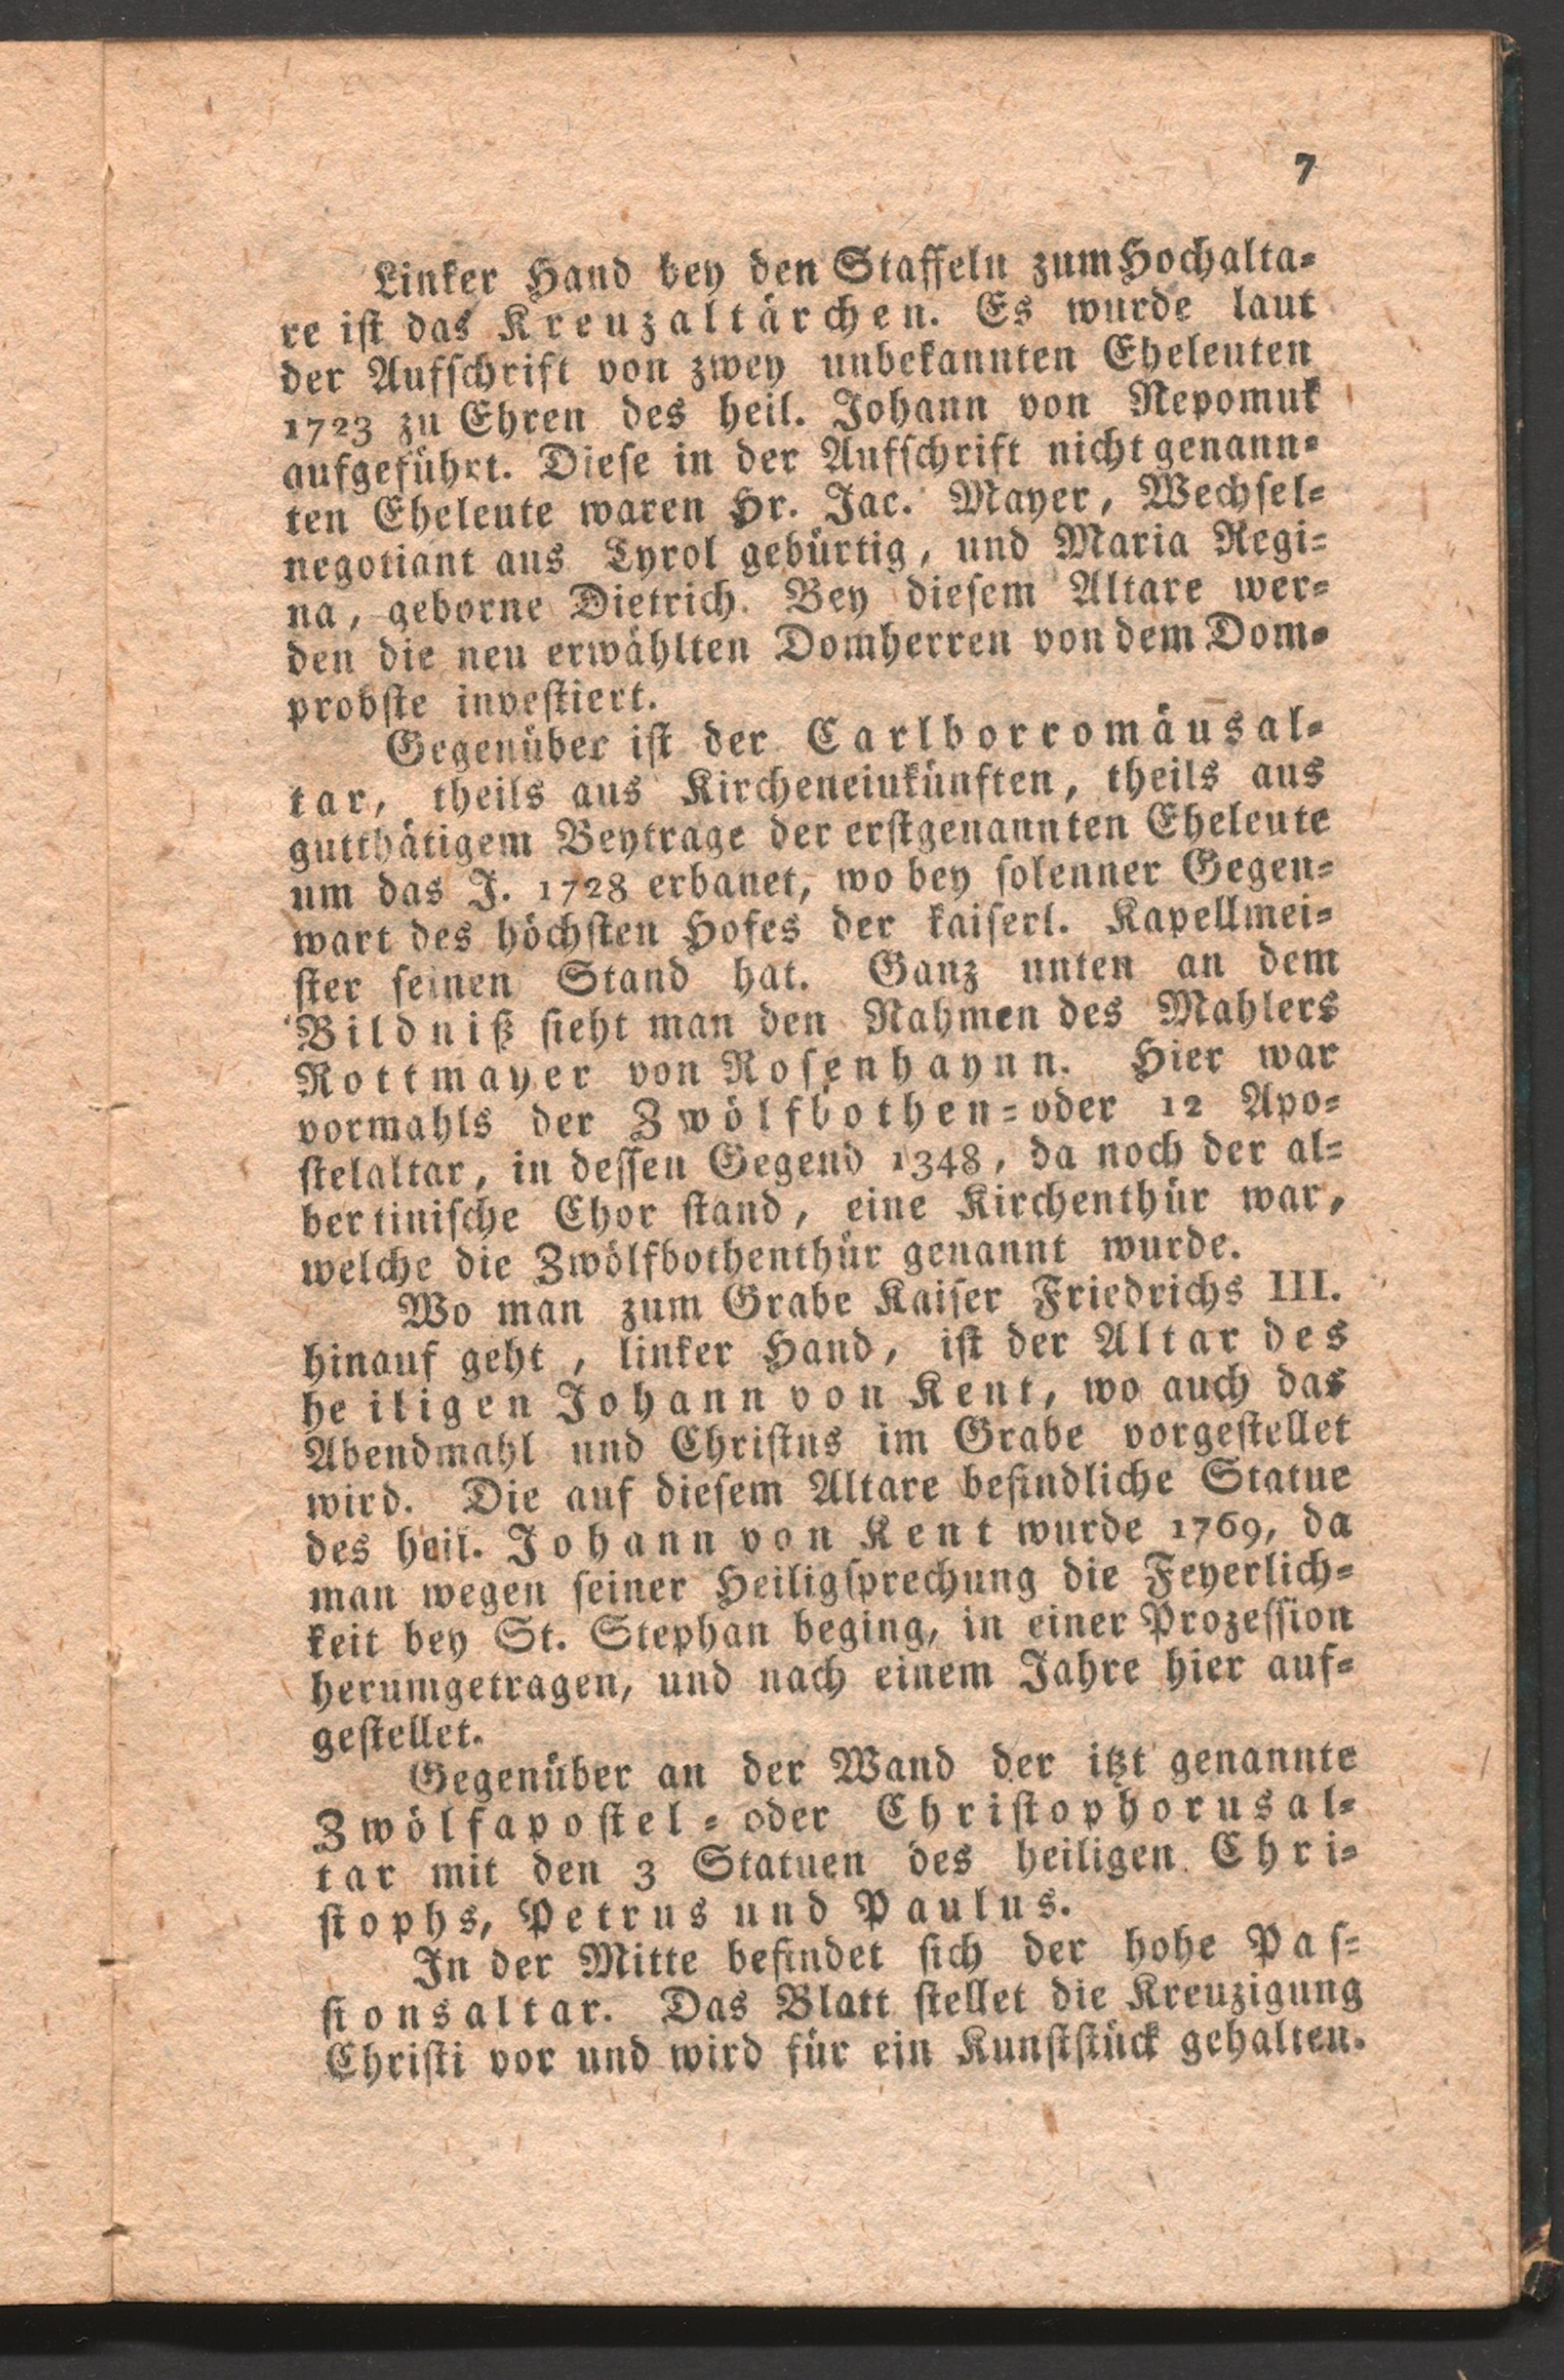 7
Linker Hand bey den Staffeln zum Hochalta-
re ist das Kreuzaltärchen. Es wurde laut
der Aufschrift von zwey unbekannten Eheleuten
1723 zu Ehren des heil. Johann von Nepomuk
aufgeführt. Diese in der Aufschrift nicht genann-
ten Eheleute waren Hr. Jac. Mayer, Wechsel-
negotiant aus Tyrol gebürtig, und Maria Regi-
na, geborne Dietrich. Bey diesem Altare wer-
den die neu erwählten Domherren von dem Dom-
probste investiert.
Gegenüber ist der Carlborromäusal-
tar, theils aus Kircheneinkünften, theils aus
gutthätigem Beytrage der erstgenannten Eheleute
um das J. 1728 erbauet, wo bey solenner Gegen-
wart des höchsten Hofes der kaiserl. Kapellmei-
ster seinen Stand hat. Ganz unten an dem
Bildniß sieht man den Nahmen des Mahlers
Rottmayer von Rosenhaynn. Hier war
vormahls der Zwölfbothen- oder 12 Apo-
stelaltar, in dessen Gegend 1348, da noch der al-
bertinische Chor stand, eine Kirchenthür war,
welche die Zwölfbothenthür genannt wurde.
Wo man zum Grabe Kaiser Friedrichs III.
hinauf geht, linker Hand, ist der Altar des
heiligen Johann von Kent, wo auch das
Abendmahl und Christus im Grabe vorgestellet
wird. Die auf diesem Altare befindliche Statue
des heil. Johann von Kent wurde 1769, da
man wegen seiner Heiligsprechung die Feyerlich-
keit bey St. Stephan beging, in einer Prozession
herumgetragen, und nach einem Jahre hier auf-
gestellet.
Gegenüber an der Wand der itzt genannte
Zwölfapostel- oder Christophorusal-
tar mit den 3 Statuen des heiligen Chri-
stophs, Petrus und Paulus.
In der Mitte befindet sich der hohe Pas-
sionsaltar. Das Blatt stellet die Kreuzigung
Christi vor und wird für ein Kunststück gehalten.